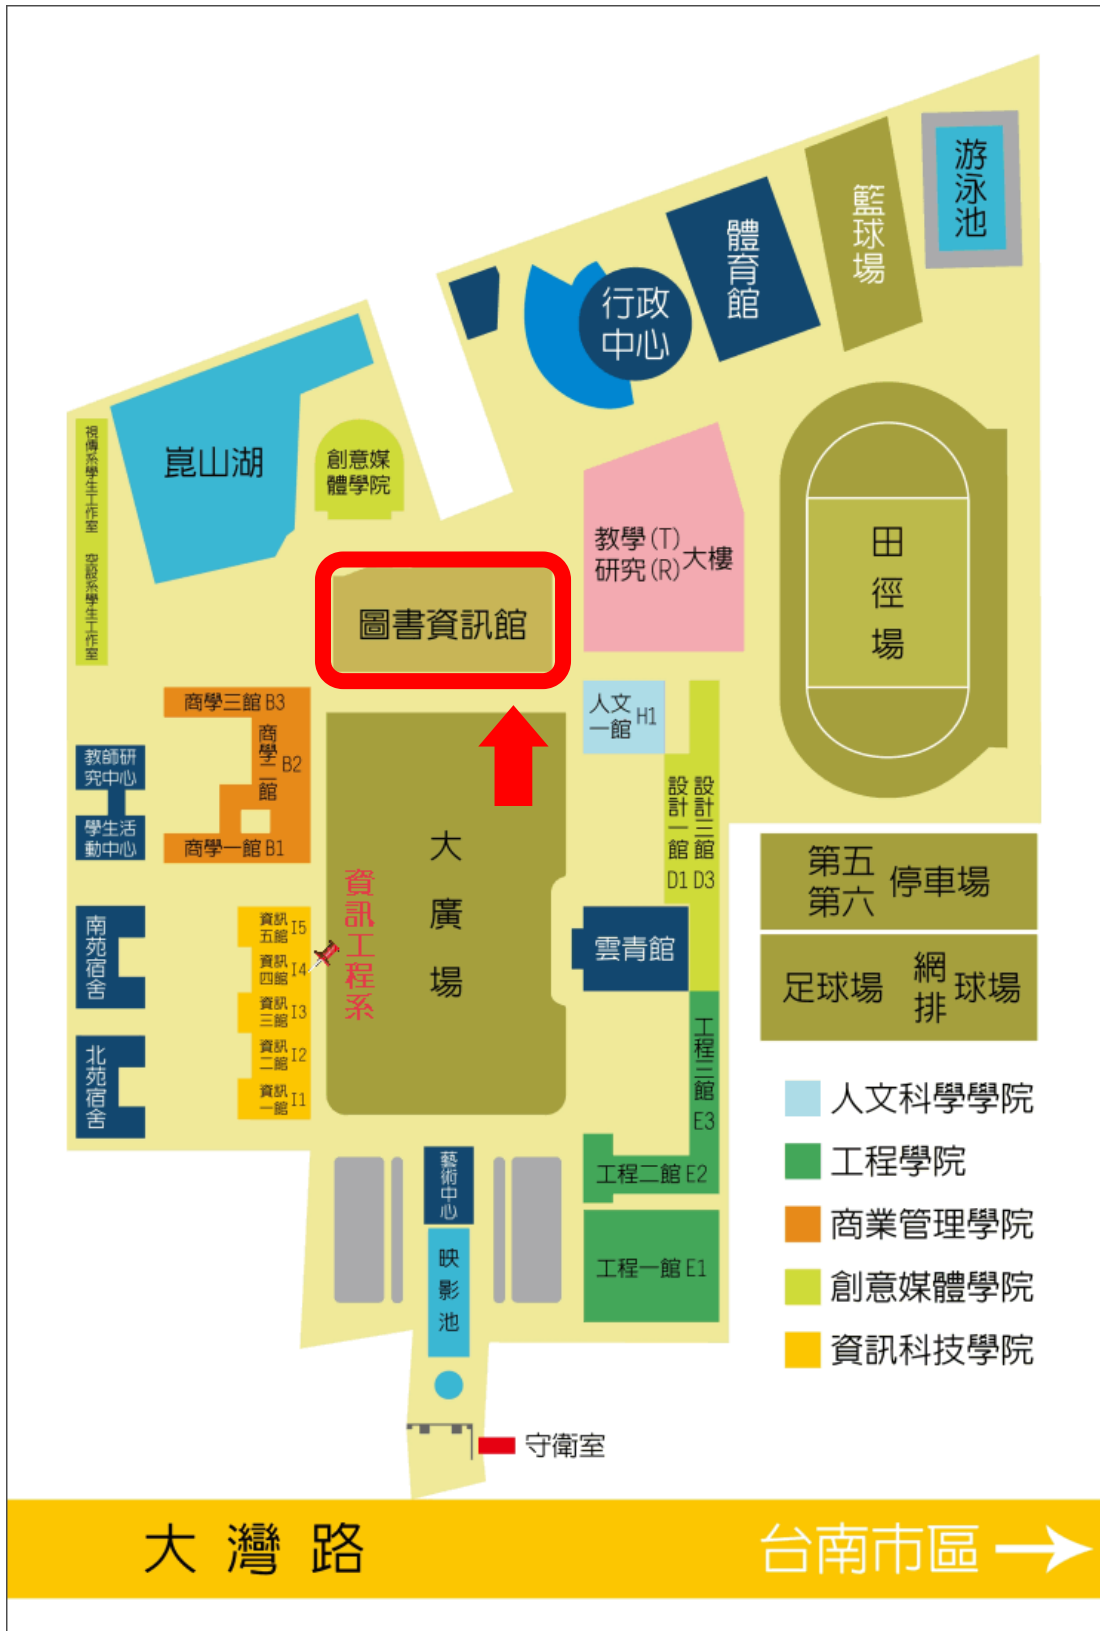 游泳池
籃球場
體育館
行政
中心
崑山湖
創意媒
體學院
視傳系學生工作室
空設系學生工作室
教學(T)
研究(R)
大樓
田徑場
圖書資訊館
商學三館 B3
商學二館 B2
商學一館 B1
人文
一館 H1
教師研
究中心
學生活
動中心
設計一館 D1
設計三館 D3
大廣場
資訊工程系
第五
第六
停車場
南苑宿舍
資訊
五館 I5
資訊
四館 I4
資訊
三館 I3
資訊
二館 I2
資訊
一館 I1
雲青館
足球場
網
排
球場
北苑宿舍
工程三館 E3
人文科學學院
工程學院
商業管理學院
創意媒體學院
資訊科技學院
藝術中心
工程二館 E2
映影池
工程一館 E1
守衛室
大灣路
台南市區